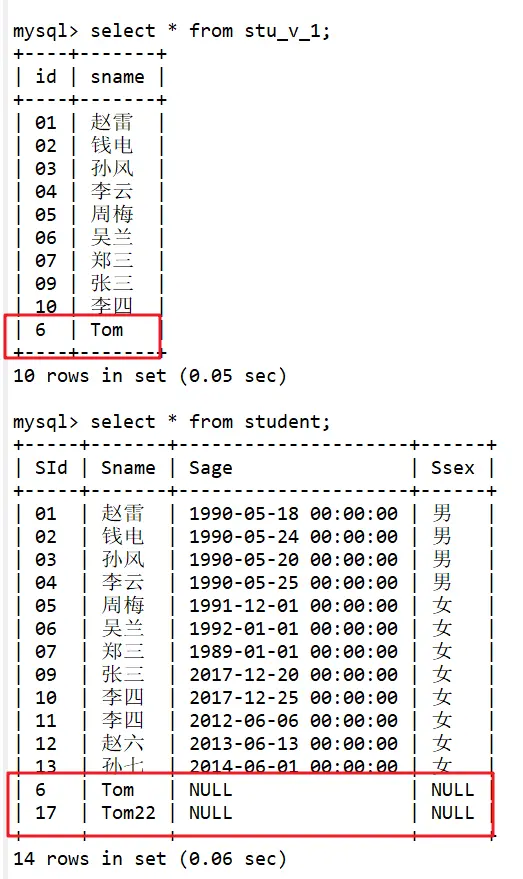 mysql> select * from stu_v_1;
+----+-------+
| id | sname |
+----+-------+
| 01 | 赵雷 |
| 02 | 钱电 |
| 03 | 孙风 |
| 04 | 李云 |
| 05 | 周梅 |
| 06 | 吴兰 |
| 07 | 郑三 |
| 09 | 张三 |
| 10 | 李四 |
| 6 | Tom |
+----+-------+
10 rows in set (0.05 sec)
mysql> select * from student;
+-----+-------+---------------------+------+
| SId | Sname | Sage | Ssex |
+-----+-------+---------------------+------+
| 01 | 赵雷 | 1990-05-18 00:00:00 | 男 |
| 02 | 钱电 | 1990-05-24 00:00:00 | 男 |
| 03 | 孙风 | 1990-05-20 00:00:00 | 男 |
| 04 | 李云 | 1990-05-25 00:00:00 | 男 |
| 05 | 周梅 | 1991-12-01 00:00:00 | 女 |
| 06 | 吴兰 | 1992-01-01 00:00:00 | 女 |
| 07 | 郑三 | 1989-01-01 00:00:00 | 女 |
| 09 | 张三 | 2017-12-20 00:00:00 | 女 |
| 10 | 李四 | 2017-12-25 00:00:00 | 女 |
| 11 | 李四 | 2012-06-06 00:00:00 | 女 |
| 12 | 赵六 | 2013-06-13 00:00:00 | 女 |
| 13 | 孙七 | 2014-06-01 00:00:00 | 女 |
| 6 | Tom | NULL | NULL |
| 17 | Tom22 | NULL | NULL |
+-----+-------+---------------------+------+
14 rows in set (0.06 sec)